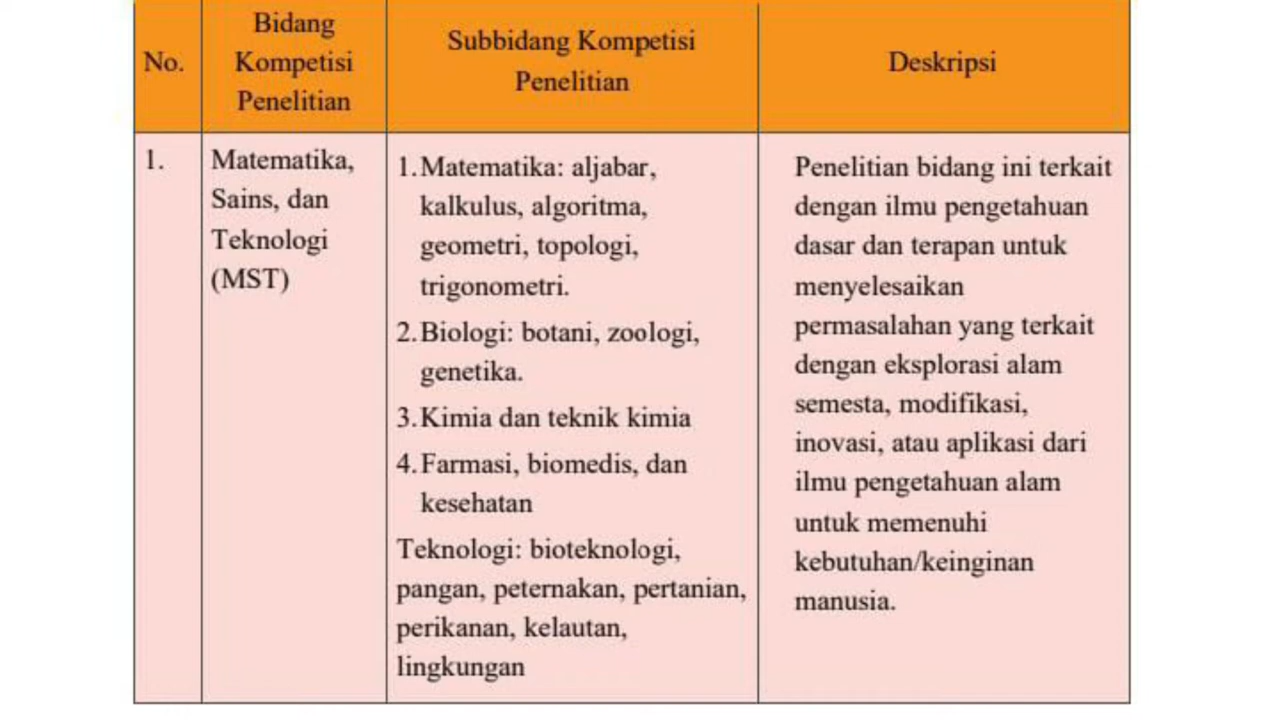 No.
Bidang
Kompetisi
Penelitian
Subbidang Kompetisi
Penelitian
Deskripsi
1.
Matematika,
Sains, dan
Teknologi
(MST)
1. Matematika: aljabar,
kalkulus, algoritma,
geometri, topologi,
trigonometri.
2. Biologi: botani, zoologi,
genetika.
3. Kimia dan teknik kimia
4. Farmasi, biomedis, dan
kesehatan
Teknologi: bioteknologi,
pangan, peternakan, pertanian,
perikanan, kelautan,
lingkungan
Penelitian bidang ini terkait
dengan ilmu pengetahuan
dasar dan terapan untuk
menyelesaikan
permasalahan yang terkait
dengan eksplorasi alam
semesta, modifikasi,
inovasi, atau aplikasi dari
ilmu pengetahuan alam
untuk memenuhi
kebutuhan/keinginan
manusia.